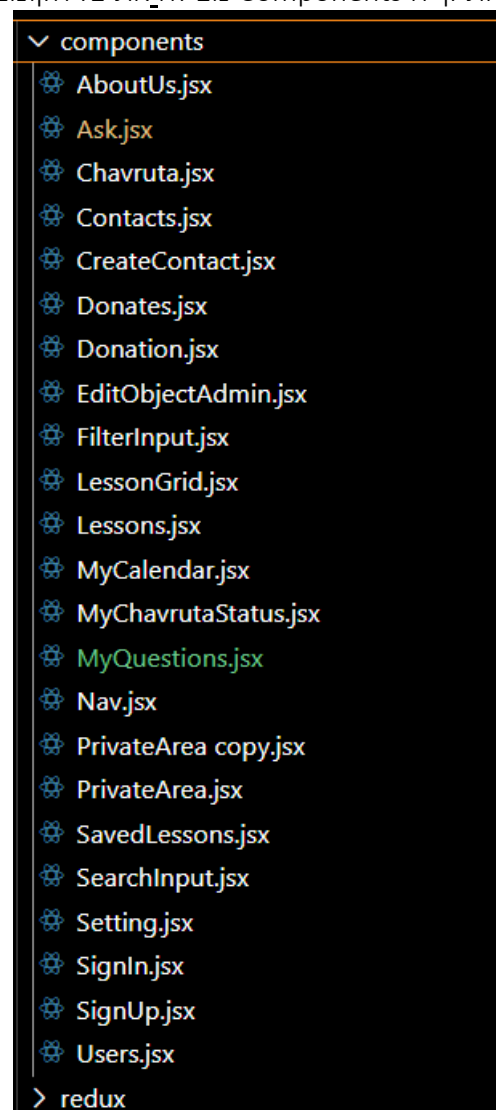 components
components
AboutUs.jsx
Ask.jsx
Chavruta.jsx
Contacts.jsx
CreateContact.jsx
Donates.jsx
Donation.jsx
EditObjectAdmin.jsx
FilterInput.jsx
LessonGrid.jsx
Lessons.jsx
MyCalendar.jsx
MyChavrutaStatus.jsx
MyQuestions.jsx
Nav.jsx
PrivateArea copy.jsx
PrivateArea.jsx
SavedLessons.jsx
SearchInput.jsx
Setting.jsx
SignIn.jsx
SignUp.jsx
Users.jsx
redux